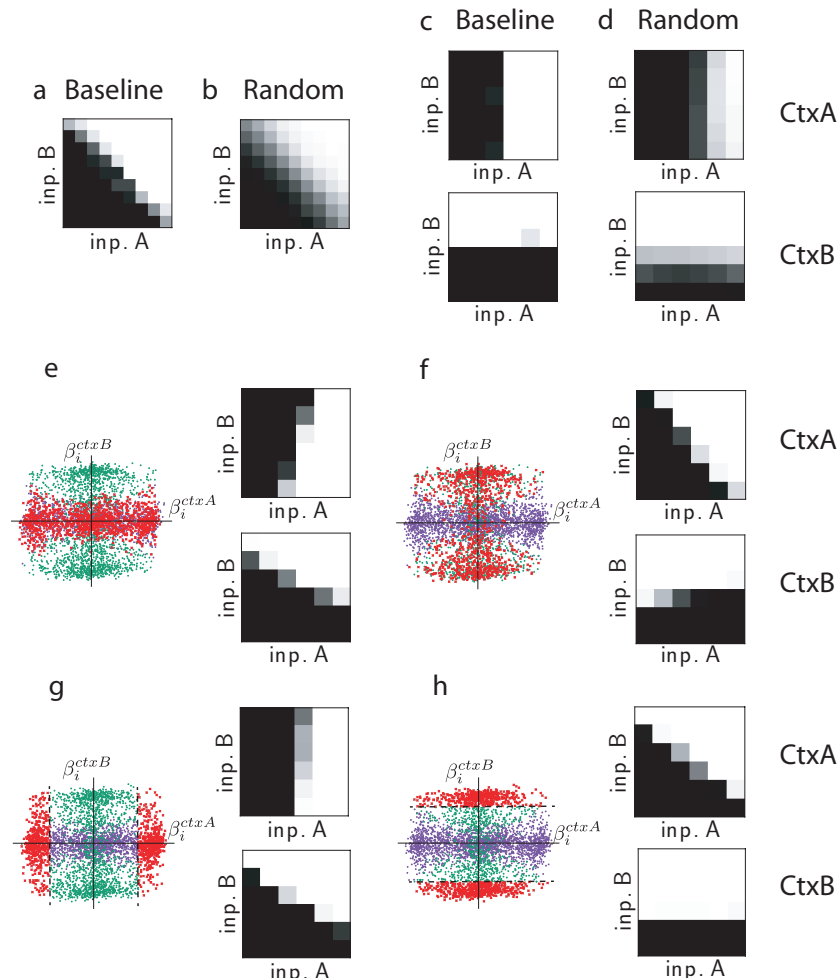 c Baseline d Random
a Baseline b Random
inp. B
inp. A
inp. B
inp. A
inp. B
inp. A
inp. B
inp. A
CtxA
inp. B
inp. A
inp. B
inp. A
CtxB
e
β_i^{ctxB}
β_i^{ctxA}
inp. B
inp. A
inp. B
inp. A
f
β_i^{ctxB}
β_i^{ctxA}
inp. B
inp. A
CtxA
inp. B
inp. A
CtxB
g
β_i^{ctxB}
β_i^{ctxA}
inp. B
inp. A
inp. B
inp. A
h
β_i^{ctxB}
β_i^{ctxA}
inp. B
inp. A
CtxA
inp. B
inp. A
CtxB